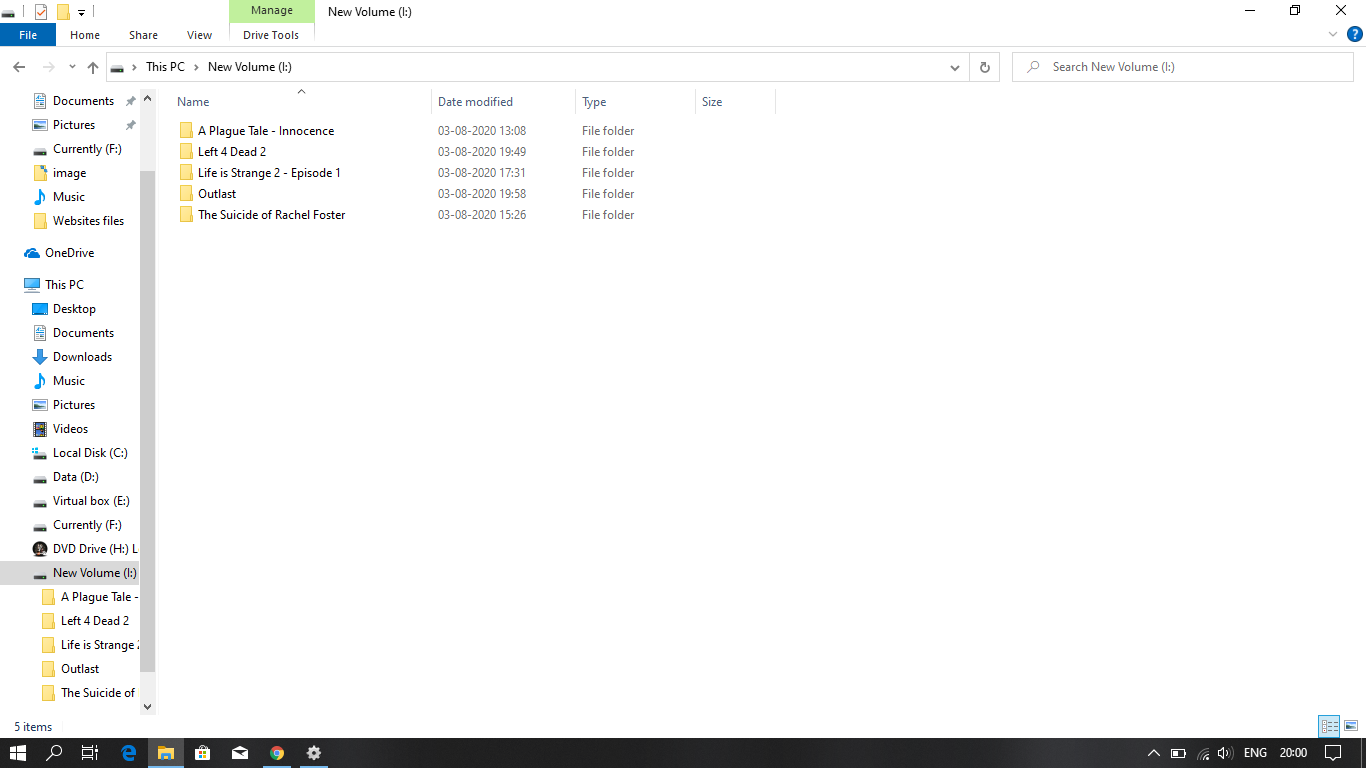 Manage
New Volume (I:)
File
Home
Share
View
Drive Tools
This PC
New Volume (I:)
Search New Volume (I:)
Documents
Pictures
Currently (F:)
image
Music
Websites files
OneDrive
This PC
Desktop
Documents
Downloads
Music
Pictures
Videos
Local Disk (C:)
Data (D:)
Virtual box (E:)
Currently (F:)
DVD Drive (H:) L
New Volume (I:)
A Plague Tale -
Left 4 Dead 2
Life is Strange 2
Outlast
The Suicide of
Name Date modified Type Size
A Plague Tale - Innocence 03-08-2020 13:08 File folder
Left 4 Dead 2 03-08-2020 19:49 File folder
Life is Strange 2 - Episode 1 03-08-2020 17:31 File folder
Outlast 03-08-2020 19:58 File folder
The Suicide of Rachel Foster 03-08-2020 15:26 File folder
5 items
ENG 20:00